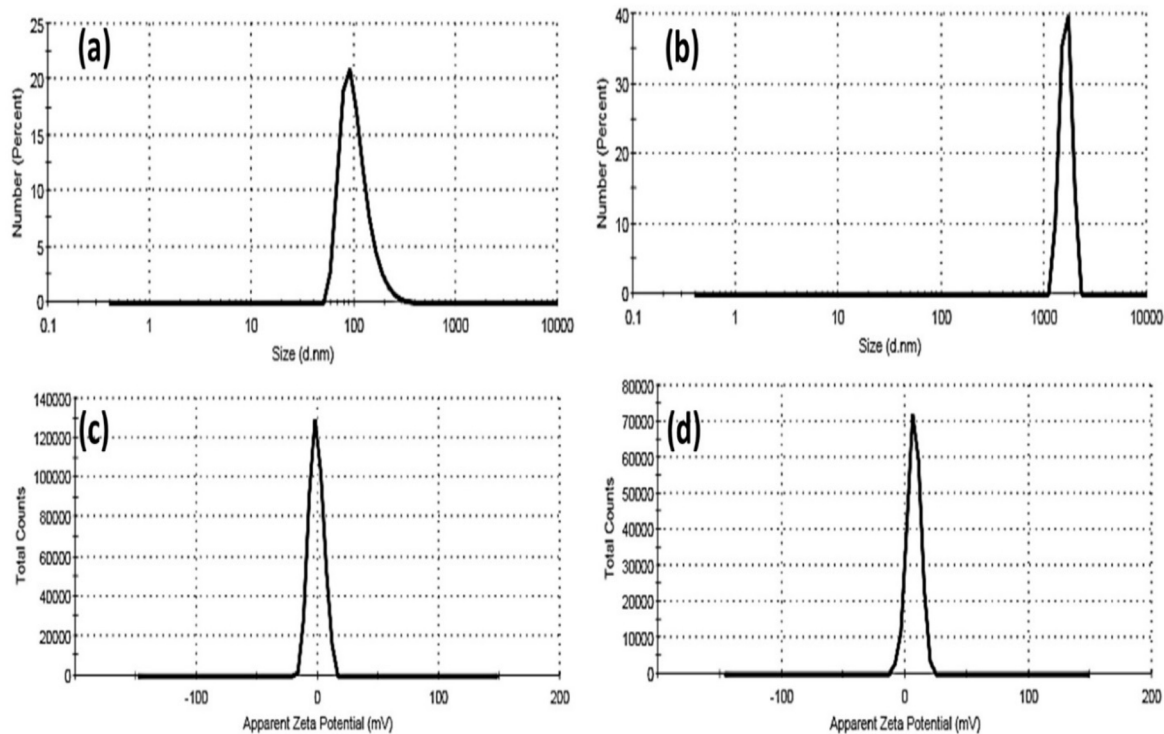 (a)
25
20
15
10
5
0
Number (Percent)
0.1 1 10 100 1000 10000
Size (d.nm)
(b)
40
30
20
10
0
Number (Percent)
0.1 1 10 100 1000 10000
Size (d.nm)
(c)
140000
120000
100000
80000
60000
40000
20000
0
Total Counts
-100 0 100 200
Apparent Zeta Potential (mV)
(d)
80000
70000
60000
50000
40000
30000
20000
10000
0
Total Counts
-100 0 100 200
Apparent Zeta Potential (mV)